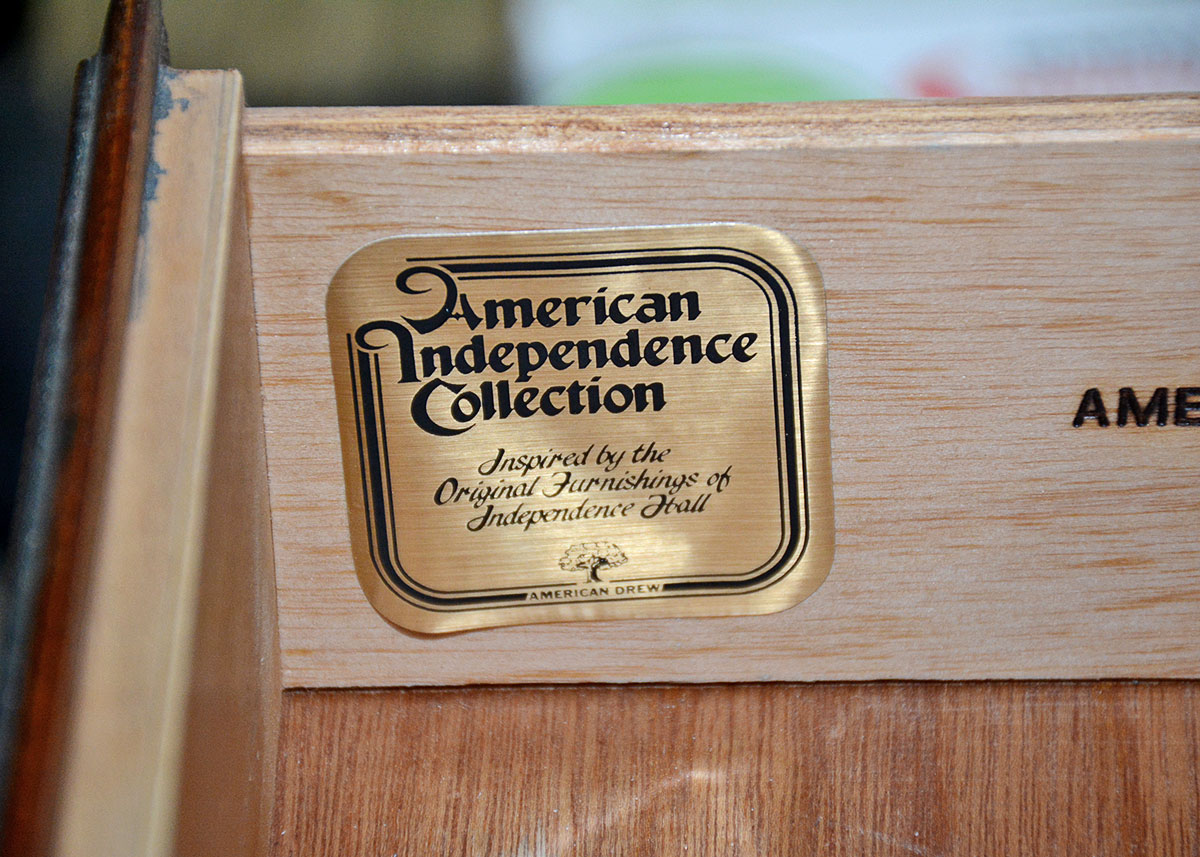 American
Independence
Collection
Inspired by the
Original Furnishings of
Independence Hall
AMERICAN DREW
AME